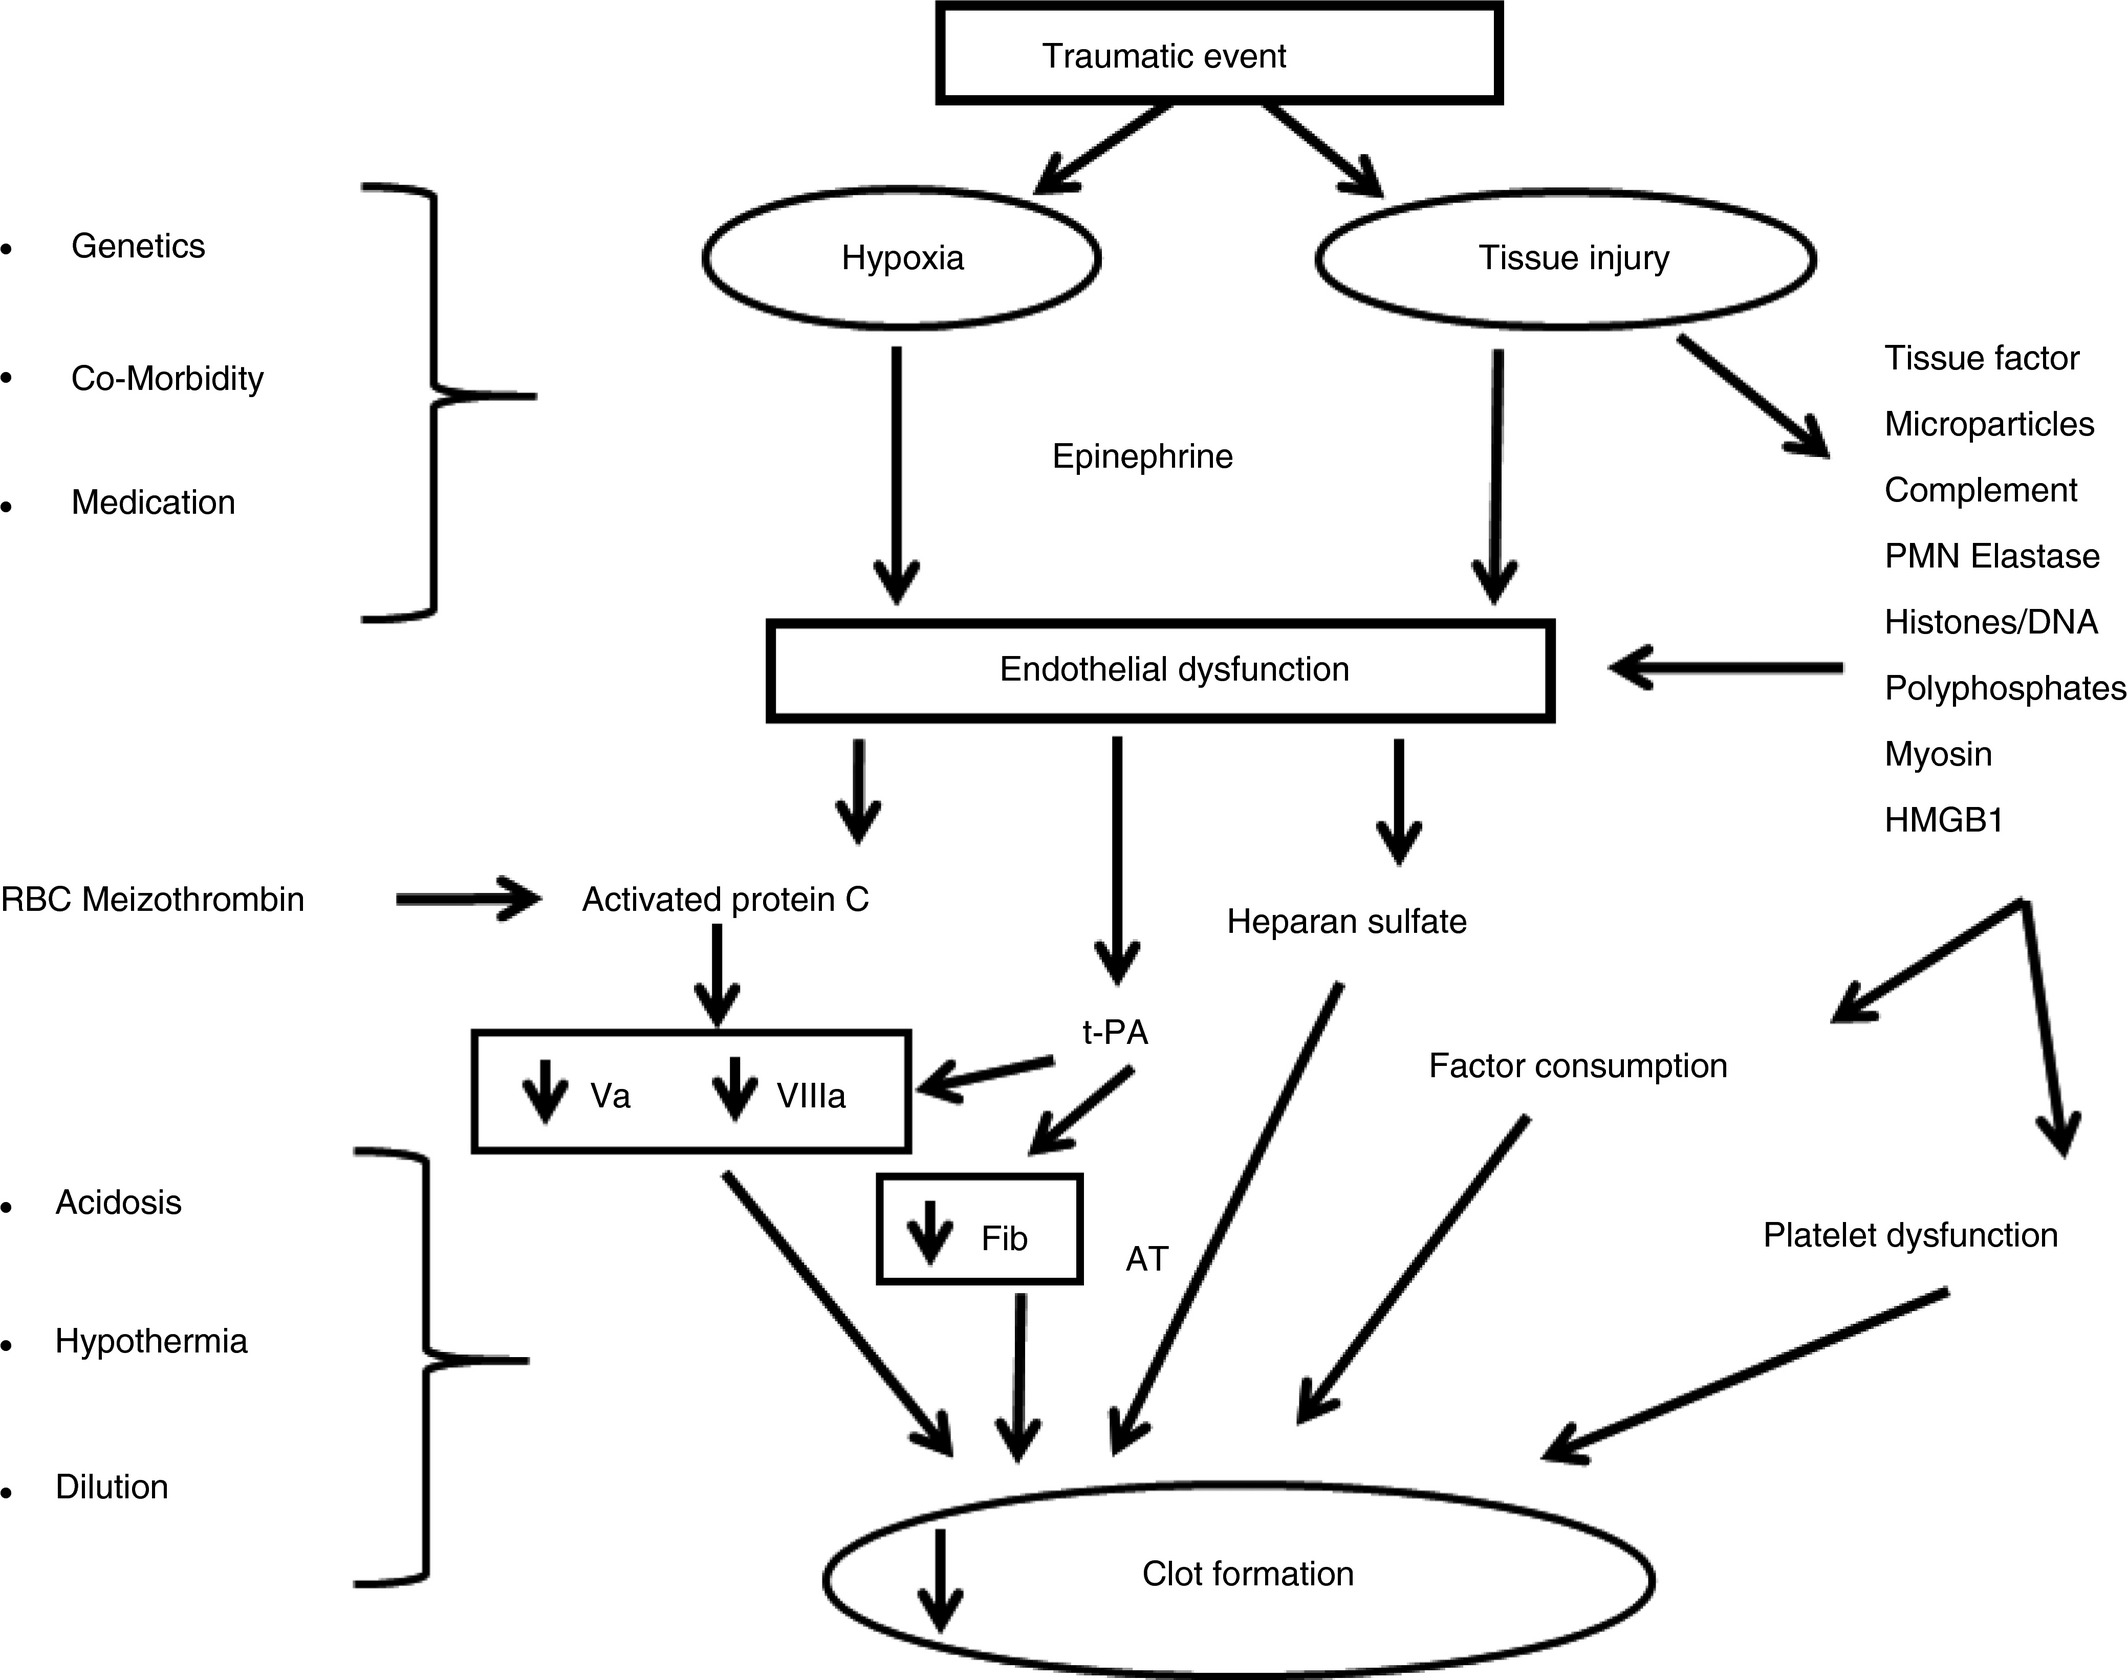 Traumatic event
Genetics
Hypoxia
Tissue injury
Tissue factor
Co-Morbidity
Microparticles
Epinephrine
Complement
Medication
PMN Elastase
Histones/DNA
Endothelial dysfunction
Polyphosphates
Myosin
HMGB1
RBC Meizothrombin
Activated protein C
Heparan sulfate
t-PA
Factor consumption
Va
VIIIa
Acidosis
Fib
Platelet dysfunction
AT
Hypothermia
Dilution
Clot formation